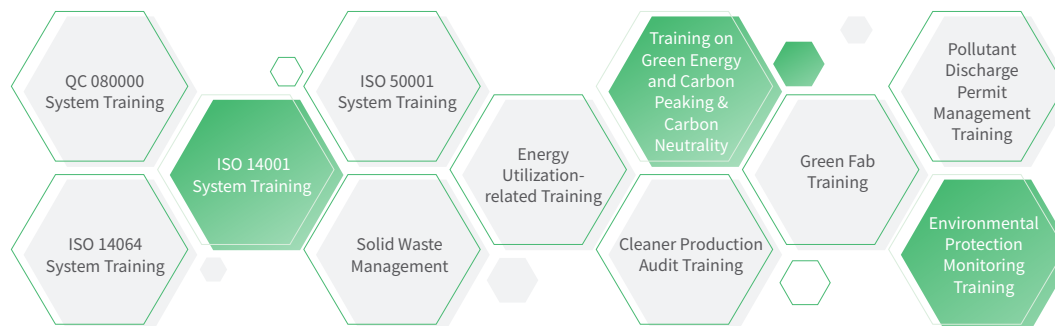 QC 080000
System Training
ISO 14064
System Training
ISO 14001
System Training
ISO 50001
System Training
Solid Waste
Management
Energy
Utilization-
related Training
Training on
Green Energy
and Carbon
Peaking &
Carbon
Neutrality
Cleaner Production
Audit Training
Green Fab
Training
Pollutant
Discharge
Permit
Management
Training
Environmental
Protection
Monitoring
Training